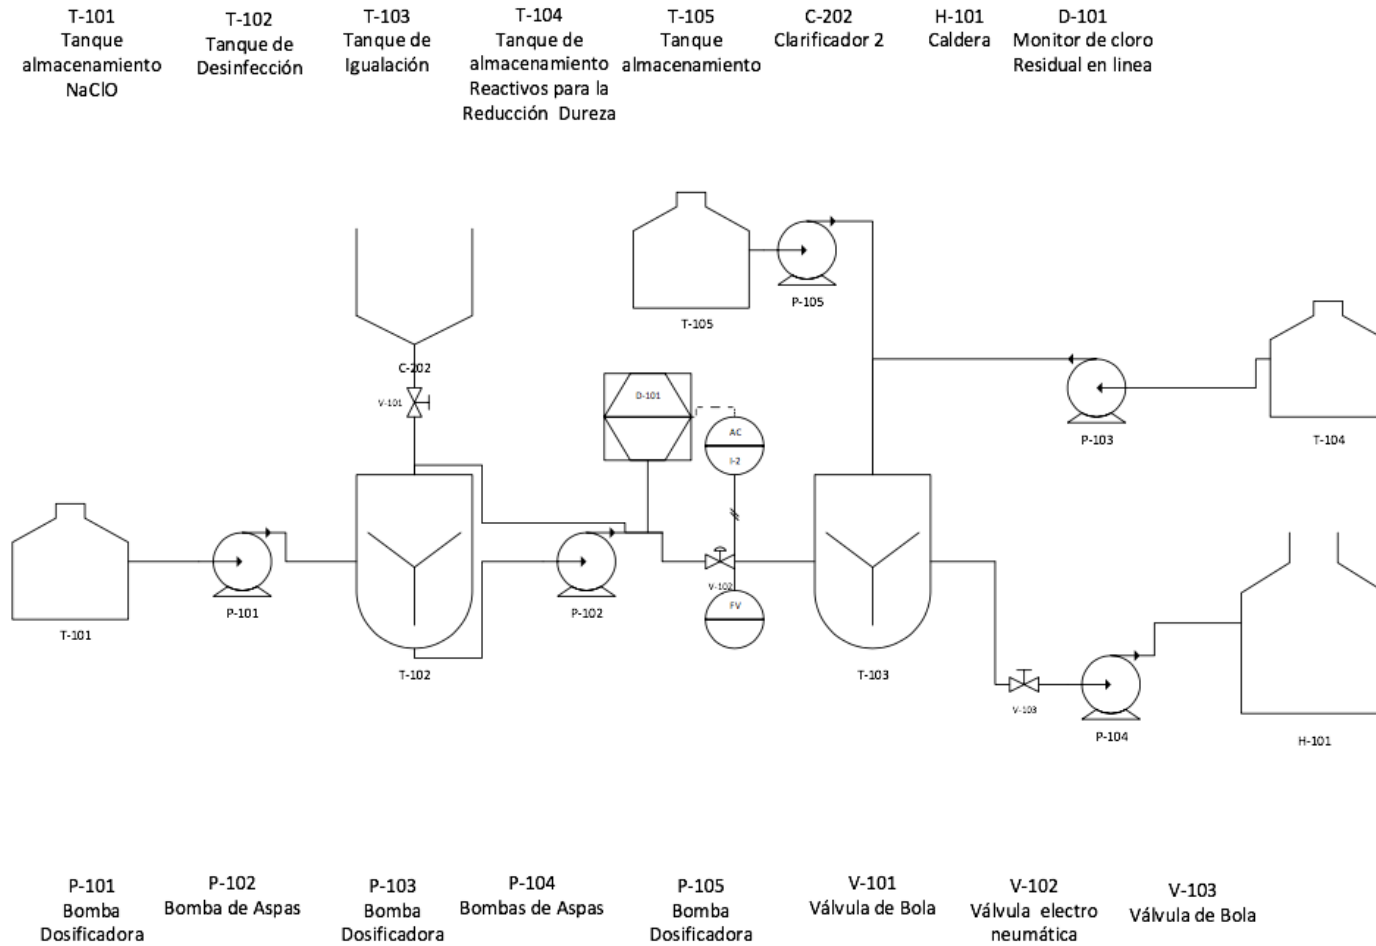 T-101
Tanque
almacenamiento
NaClO
T-102
Tanque de
Desinfección
T-103
Tanque de
Igualación
T-104
Tanque de
almacenamiento
Reactivos para la
Reducción Dureza
T-105
Tanque
almacenamiento
C-202
Clarificador 2
H-101
Caldera
D-101
Monitor de cloro
Residual en linea
T-105
P-105
C-202
V-101
D-101
AC
I-2
P-103
T-104
T-101
P-101
T-102
P-102
V-102
FV
T-103
V-103
P-104
H-101
P-101
Bomba
Dosificadora
P-102
Bomba de Aspas
P-103
Bomba
Dosificadora
P-104
Bombas de Aspas
P-105
Bomba
Dosificadora
V-101
Válvula de Bola
V-102
Válvula electro
neumática
V-103
Válvula de Bola